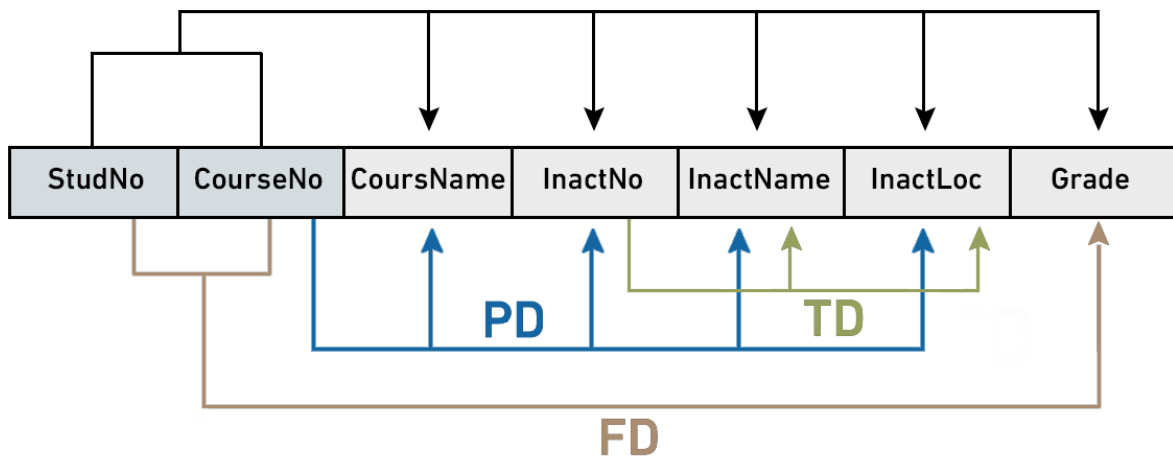 StudNo CourseNo CoursName InactNo InactName InactLoc Grade
PD TD
FD